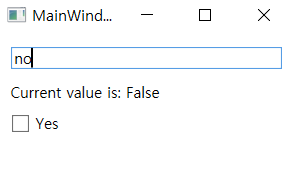 MainWind...
no
Current value is: False
Yes